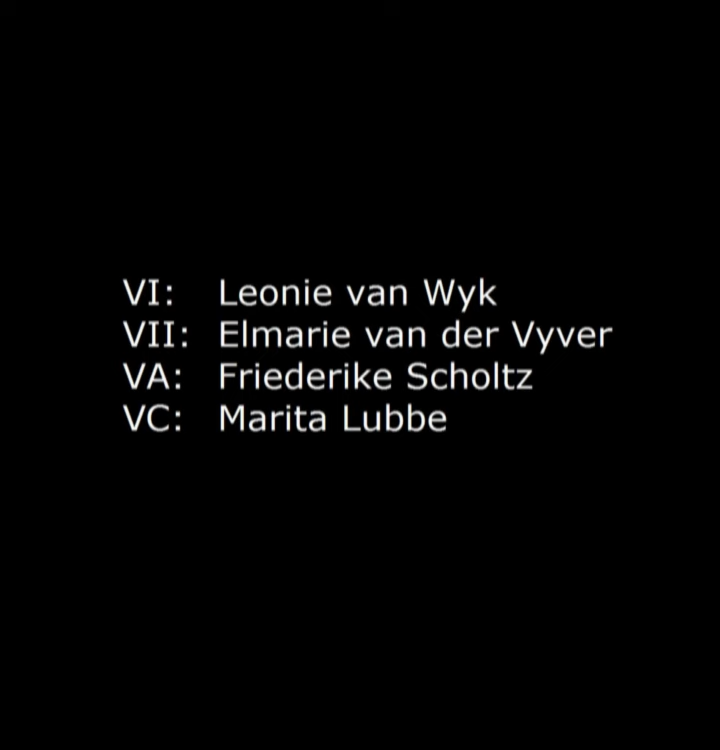 VI: Leonie van Wyk
VII: Elmarie van der Vyver
VA: Friederike Scholtz
VC: Marita Lubbe